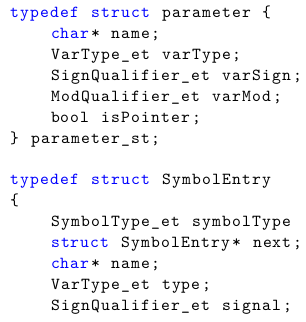 typedef struct parameter {
    char* name;
    VarType_et varType;
    SignQualifier_et varSign;
    ModQualifier_et varMod;
    bool isPointer;
} parameter_st;

typedef struct SymbolEntry
{
    SymbolType_et symbolType
    struct SymbolEntry* next;
    char* name;
    VarType_et type;
    SignQualifier_et signal;